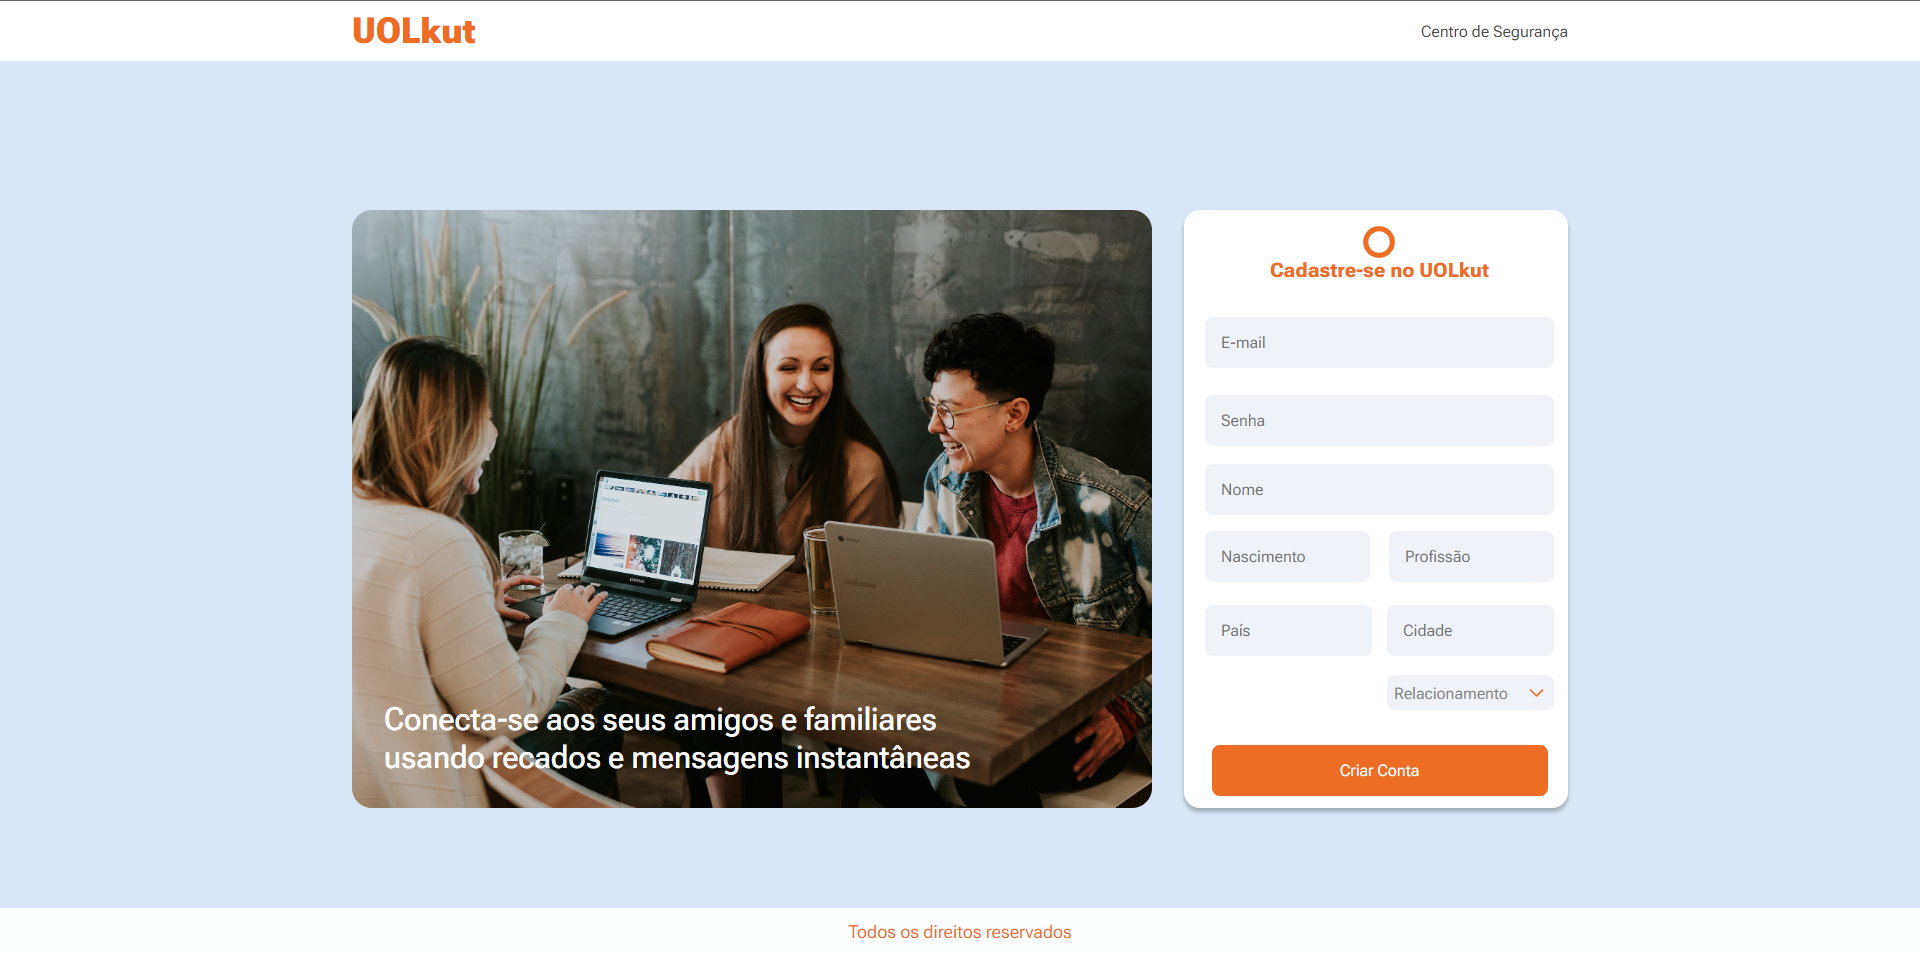 UOLkut
Centro de Segurança
Conecta-se aos seus amigos e familiares
usando recados e mensagens instantâneas
Cadastre-se no UOLkut
E-mail
Senha
Nome
Nascimento
Profissão
País
Cidade
Relacionamento
Criar Conta
Todos os direitos reservados